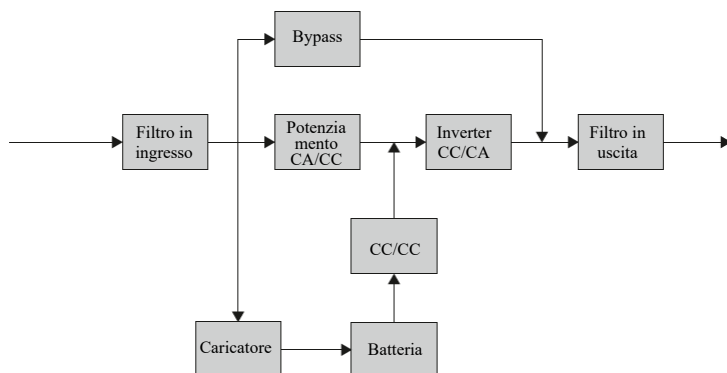 Bypass
Filtro in
ingresso
Potenzia
mento
CA/CC
Inverter
CC/CA
Filtro in
uscita
CC/CC
Caricatore
Batteria